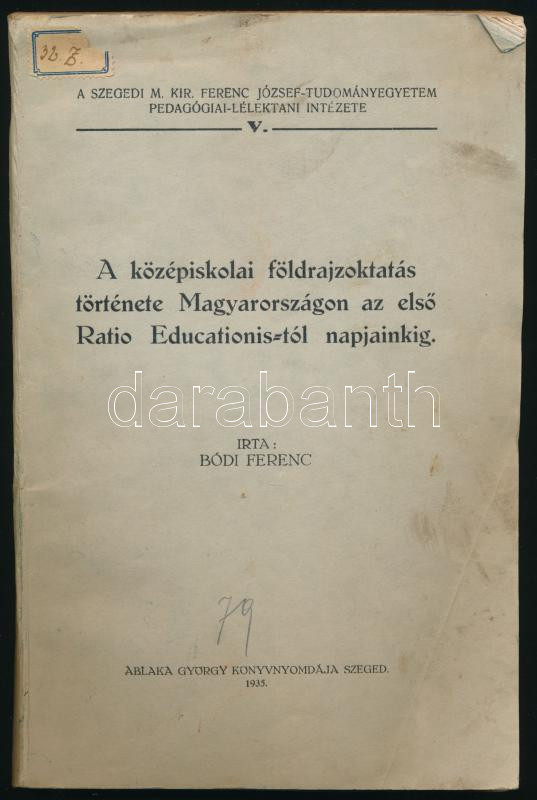 32. Z.
A SZEGEDI M. KIR. FERENC JÓZSEF-TUDOMÁNYEGYETEM
PEDAGÓGIAI-LÉLEKTANI INTÉZETE
V.
A középiskolai földrajzoktatás
története Magyarországon az első
Ratio Educationis-tól napjainkig.
darabanth
IRTA:
BÓDI FERENC
79
ABLAKA GYÖRGY KÖNYVNYOMDÁJA SZEGED.
1935.